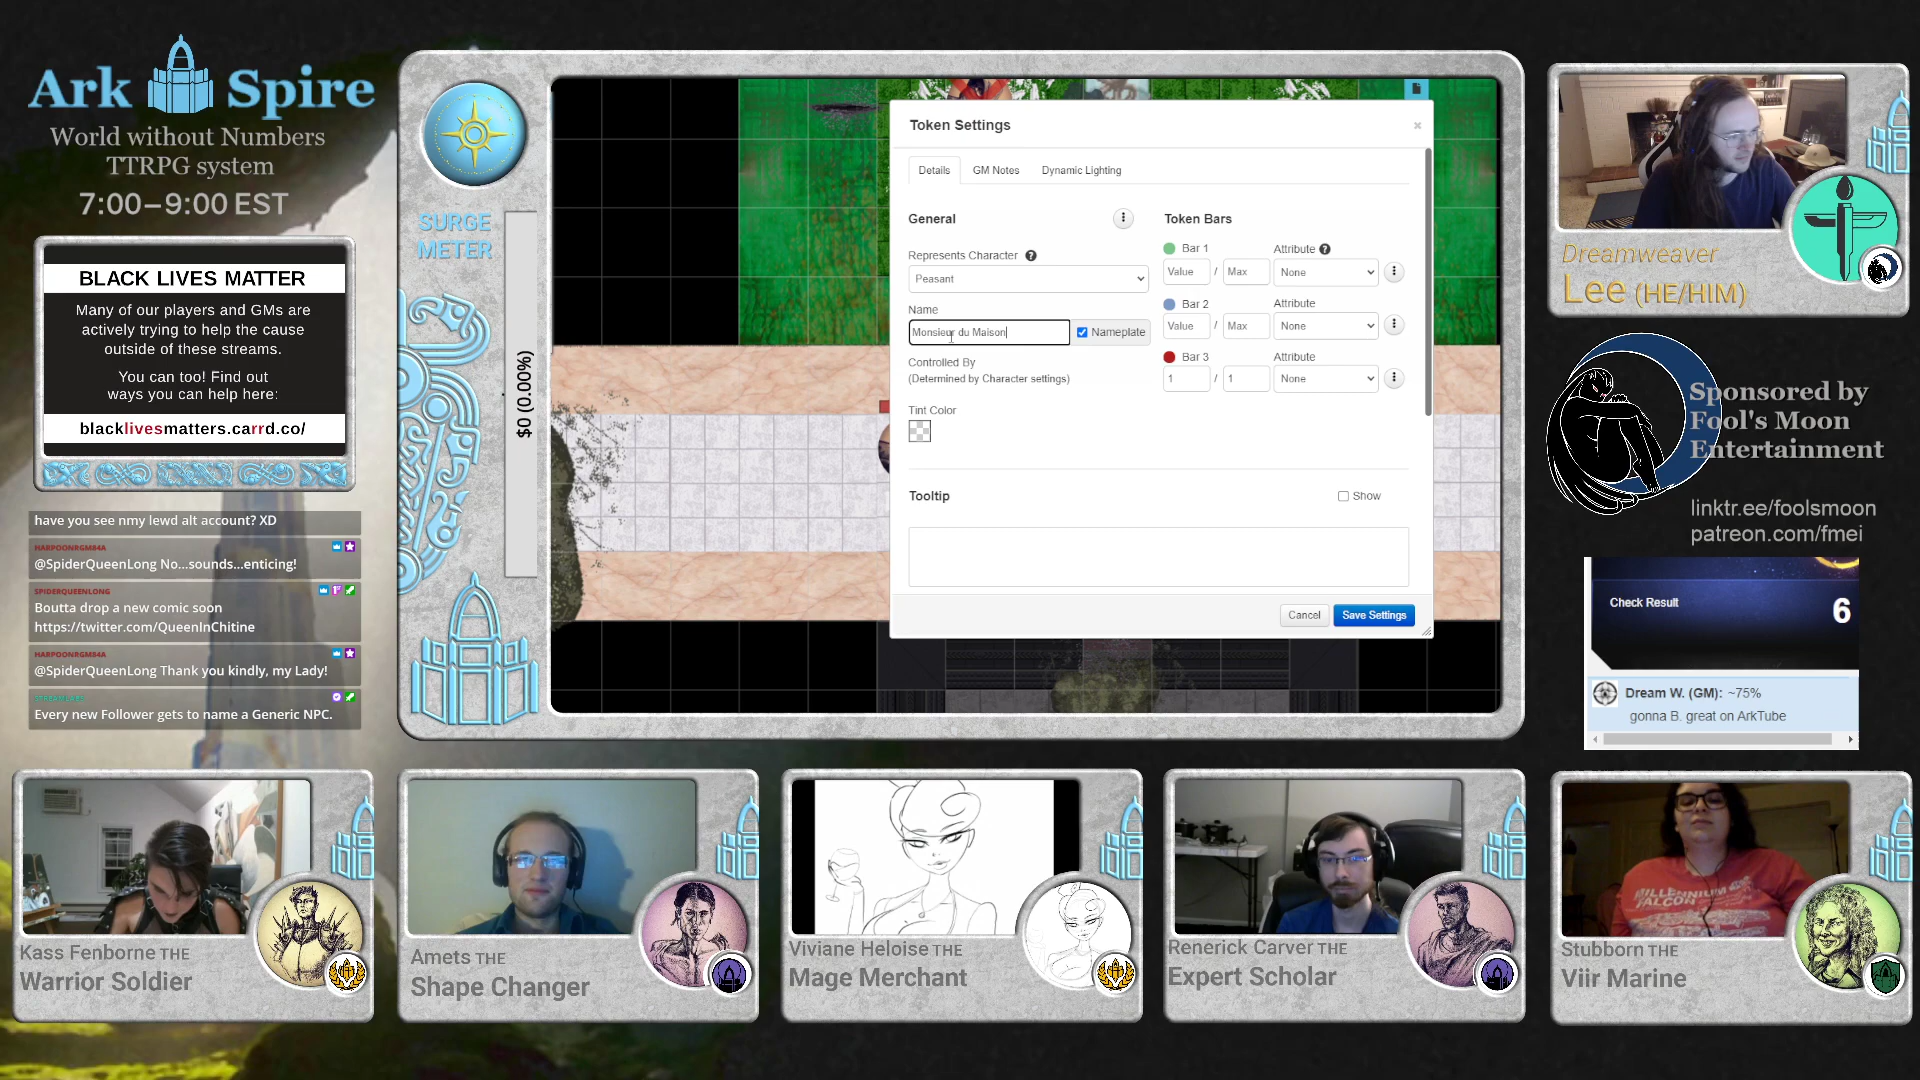 Ark Spire
World without Numbers
TTRPG system
7:00–9:00 EST
BLACK LIVES MATTER
Many of our players and GMs are
actively trying to help the cause
outside of these streams.
You can too! Find out
ways you can help here:
blacklivesmatters.carrd.co/
have you see nmy lewd alt account? XD
HARPOONRGM84A
@SpiderQueenLong No...sounds...enticing!
SPIDERQUEENLONG
Boutta drop a new comic soon
https://twitter.com/QueenInChitine
HARPOONRGM84A
@SpiderQueenLong Thank you kindly, my Lady!
Every new Follower gets to name a Generic NPC.
SURGE
METER
$0 (0.00%)
Token Settings
Details
GM Notes
Dynamic Lighting
General
Represents Character
Peasant
Name
Monsieur du Maison
Nameplate
Controlled By
(Determined by Character settings)
Tint Color
Token Bars
Bar 1
Attribute
Value / Max
None
Bar 2
Attribute
Value / Max
None
Bar 3
Attribute
1 / 1
None
Tooltip
Show
Cancel
Save Settings
Dreamweaver
Lee (HE/HIM)
Sponsored by
Fool's Moon
Entertainment
linktr.ee/foolsmoon
patreon.com/fmei
Check Result
6
Dream W. (GM): ~75%
gonna B. great on ArkTube
Kass Fenborne THE
Warrior Soldier
Amets THE
Shape Changer
Viviane Heloise THE
Mage Merchant
Renerick Carver THE
Expert Scholar
MILLENNIUM
FALCON
Stubborn THE
Viir Marine